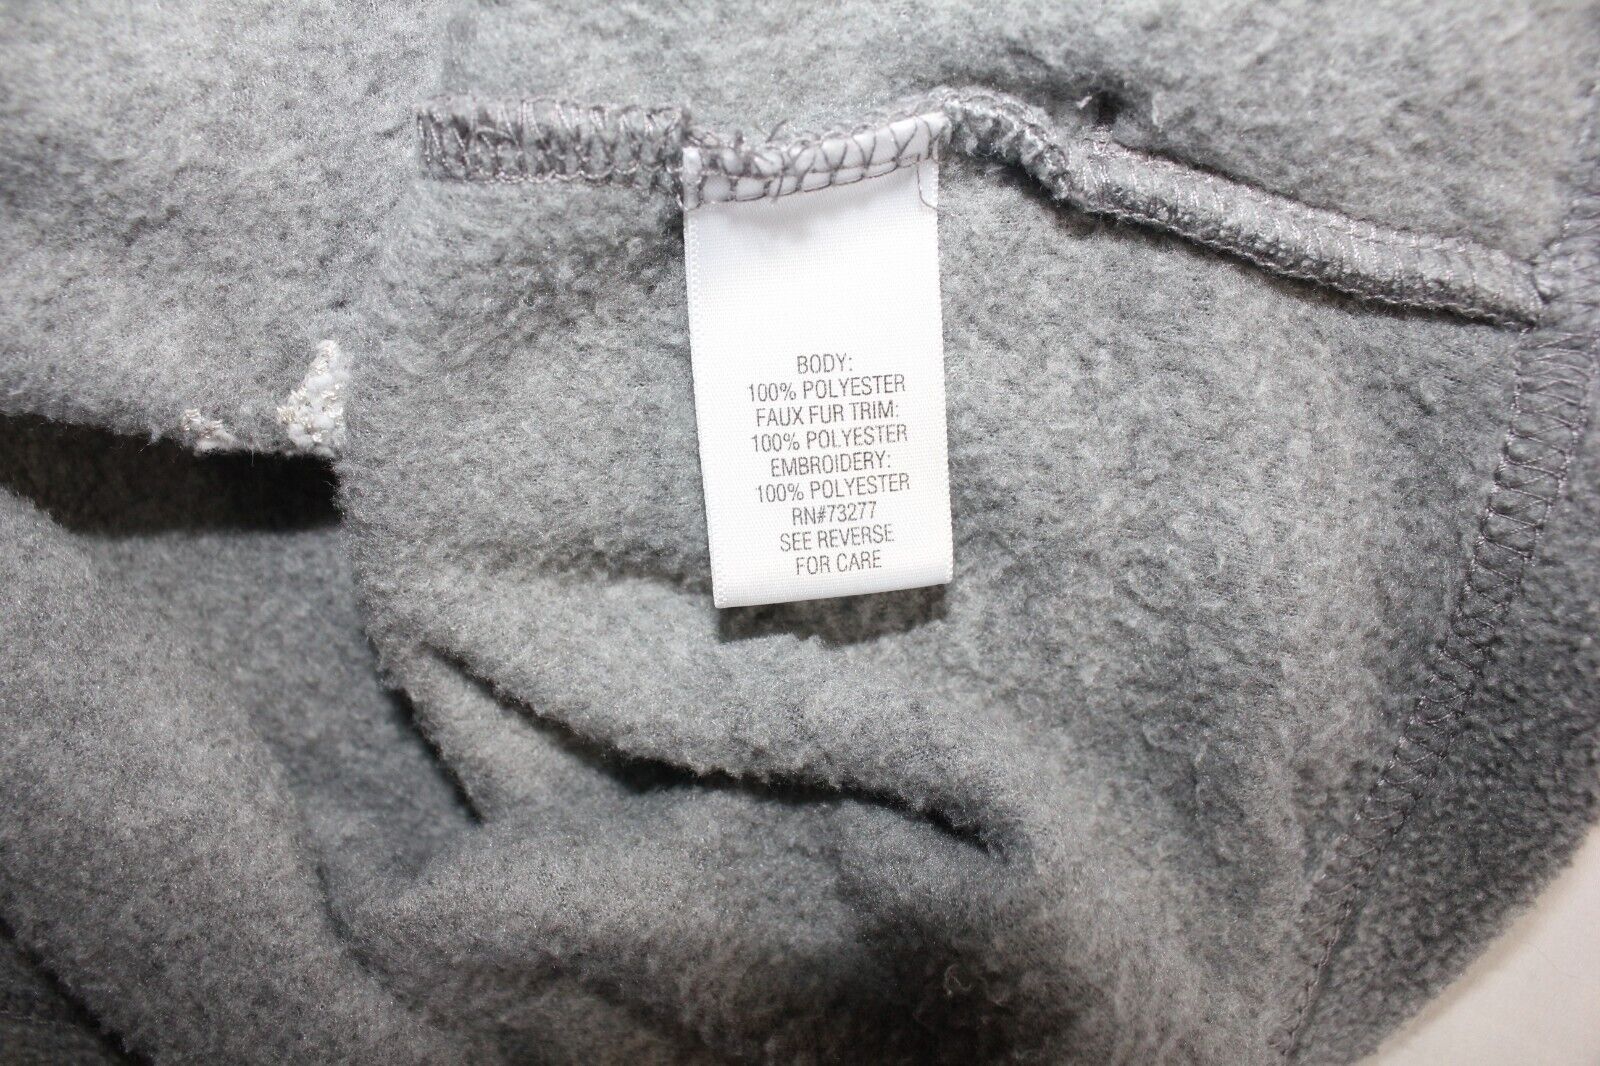 BODY:
100% POLYESTER
FAUX FUR TRIM:
100% POLYESTER
EMBROIDERY:
100% POLYESTER
RN#73277
SEE REVERSE
FOR CARE